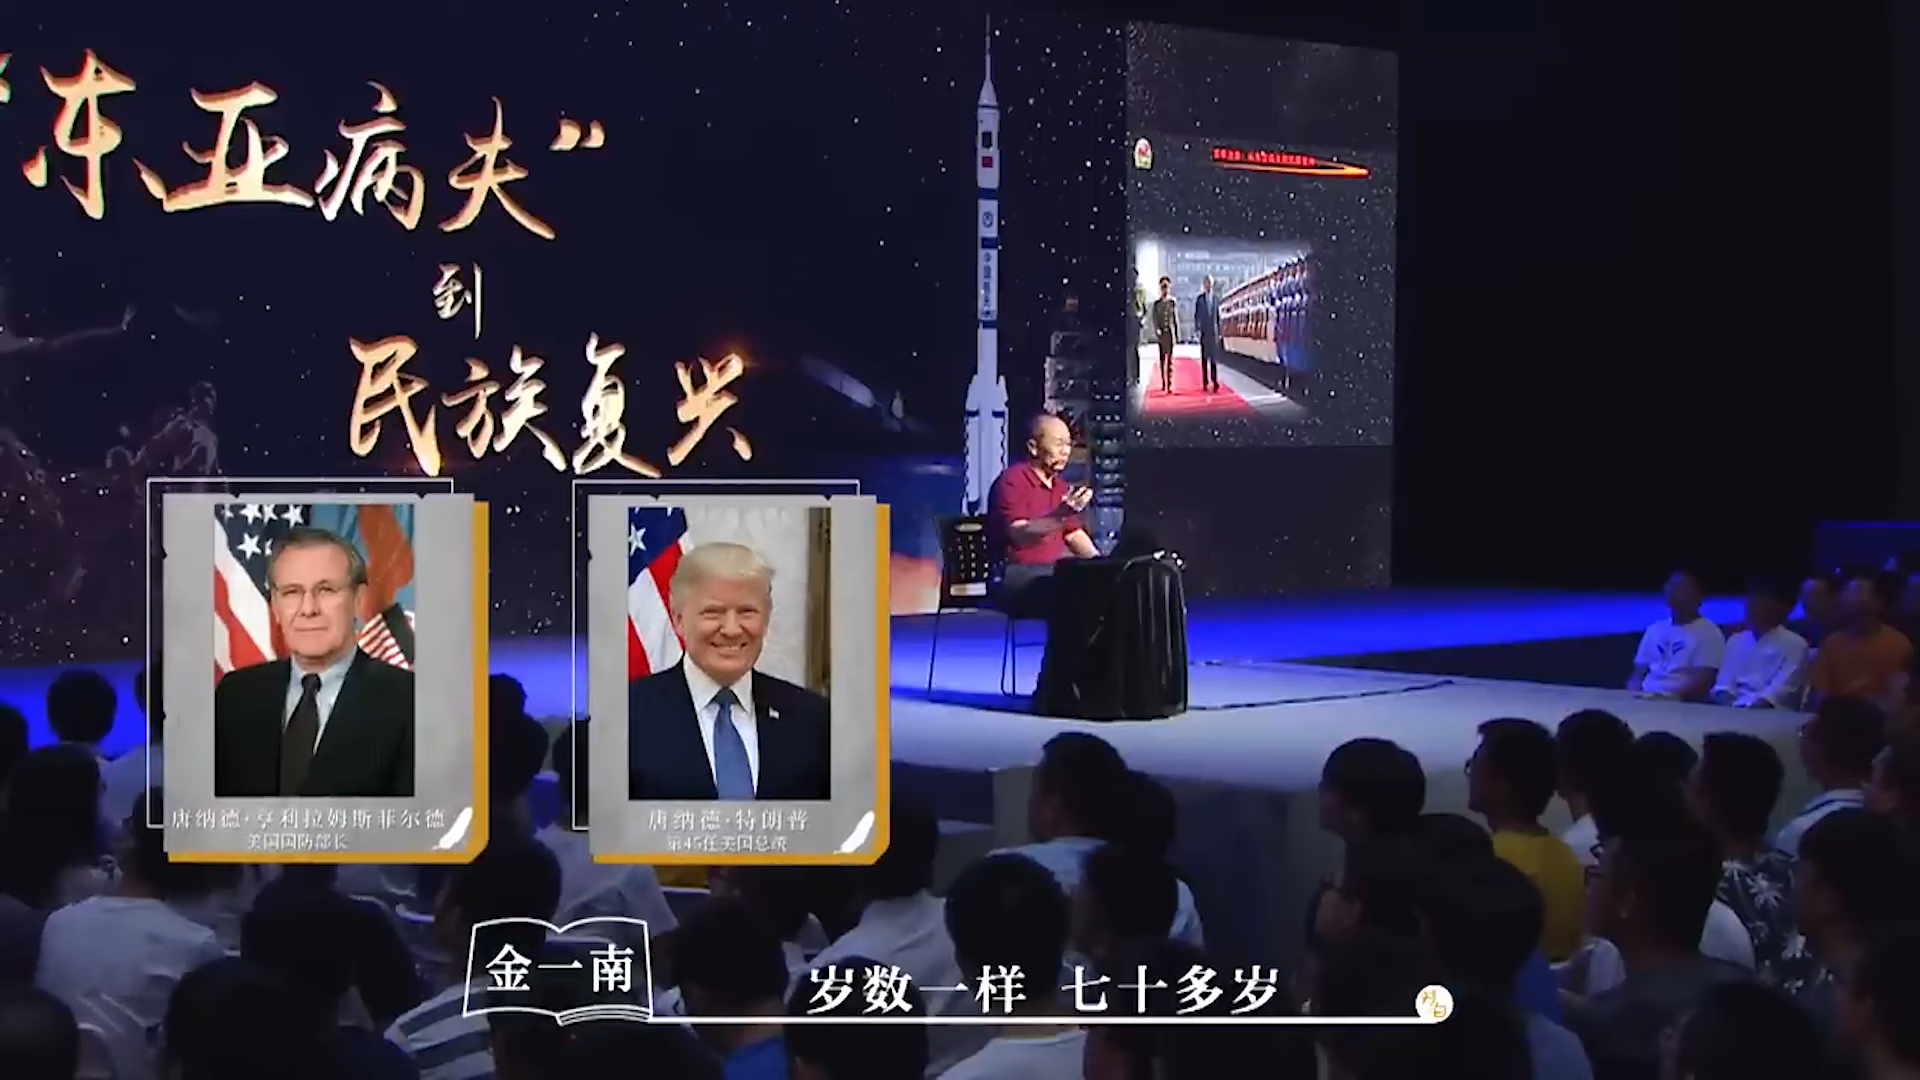 “东亚病夫”
到
民族复兴
唐纳德·亨利拉姆斯菲尔德
美国国防部长
唐纳德·特朗普
第45任美国总统
金一南
岁数一样 七十多岁